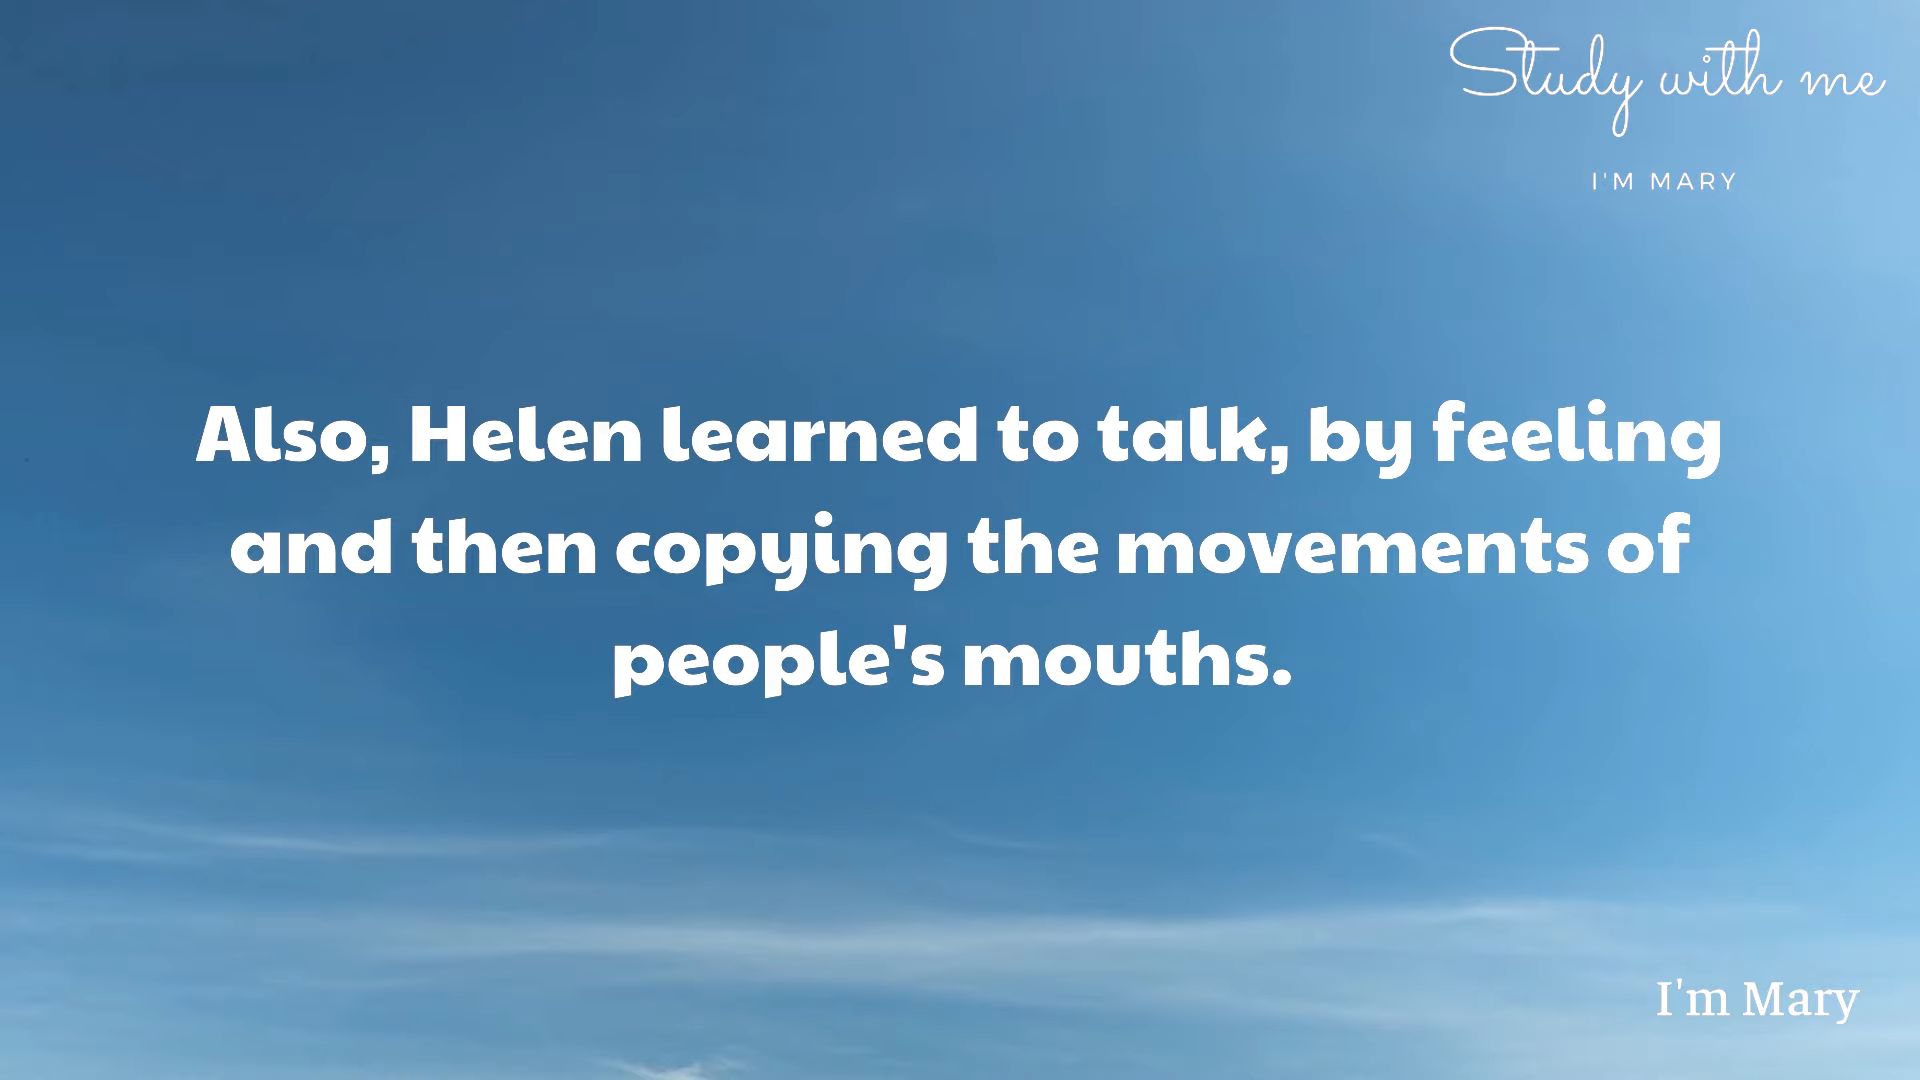 Study with me
I'M MARY
Also, Helen learned to talk, by feeling
and then copying the movements of
people's mouths.
I'm Mary